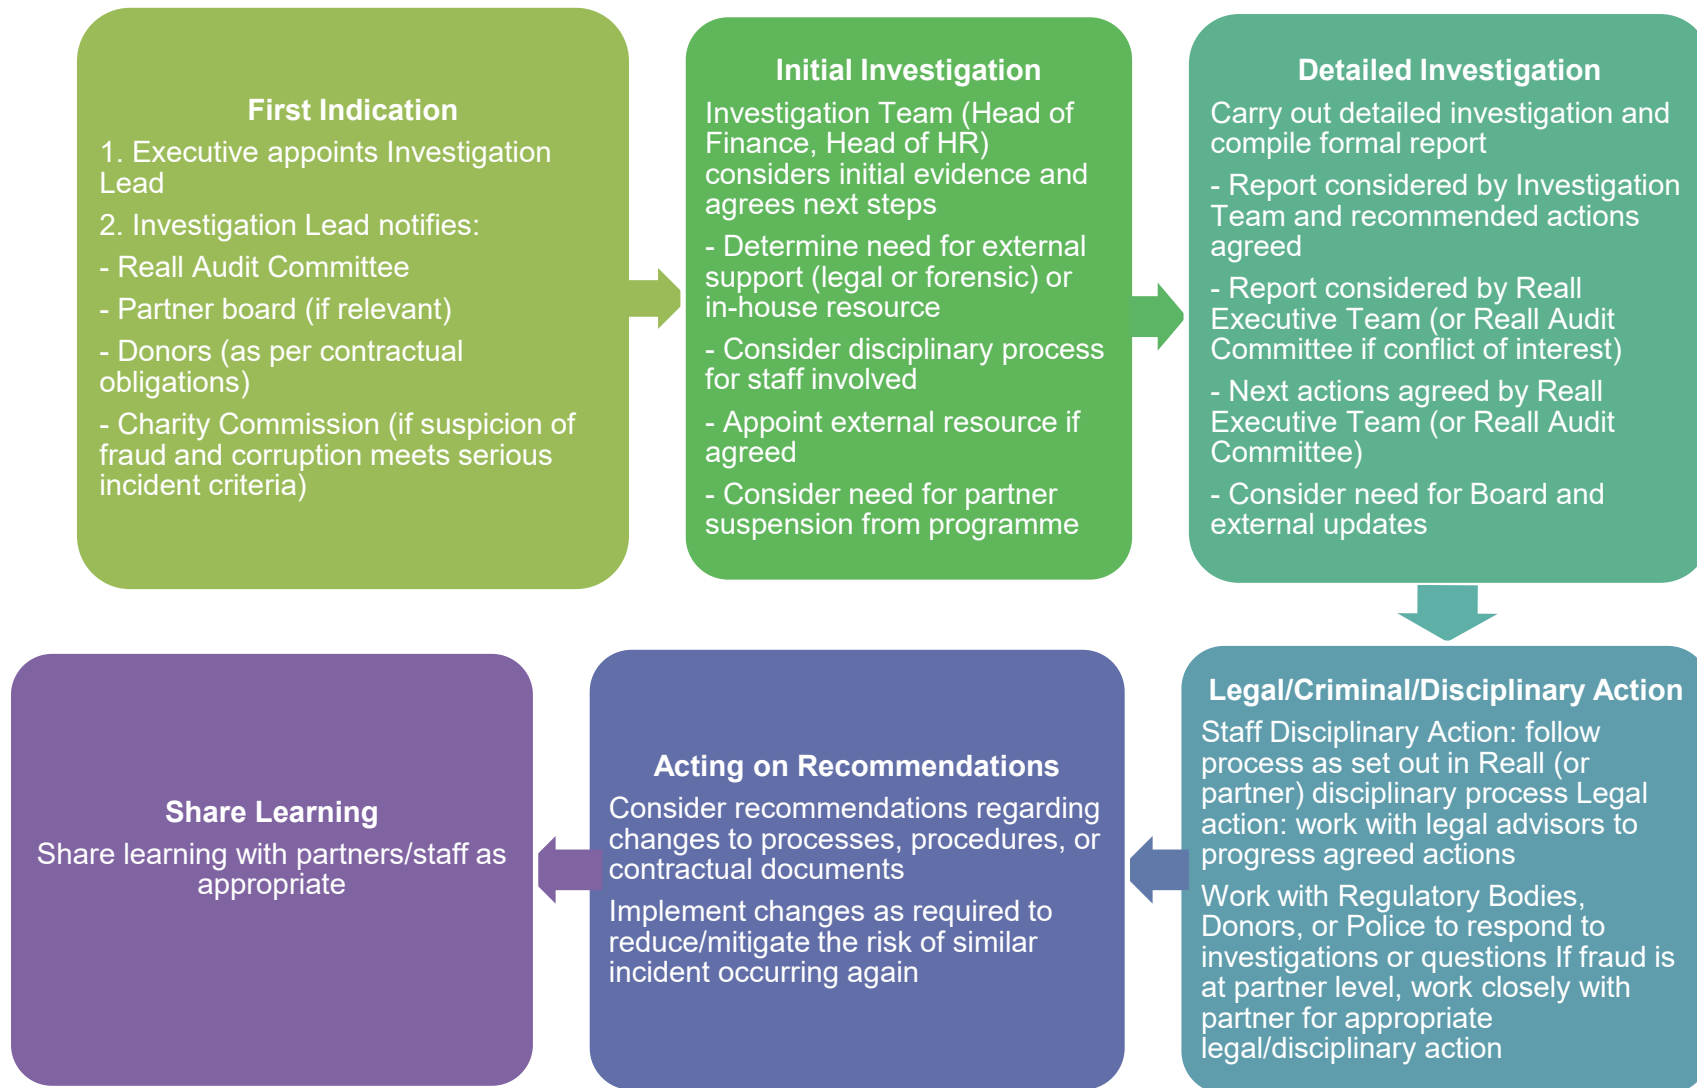 First Indication
1. Executive appoints Investigation
Lead
2. Investigation Lead notifies:
- Reall Audit Committee
- Partner board (if relevant)
- Donors (as per contractual
obligations)
- Charity Commission (if suspicion of
fraud and corruption meets serious
incident criteria)
Initial Investigation
Investigation Team (Head of
Finance, Head of HR)
considers initial evidence and
agrees next steps
- Determine need for external
support (legal or forensic) or
in-house resource
- Consider disciplinary process
for staff involved
- Appoint external resource if
agreed
- Consider need for partner
suspension from programme
Detailed Investigation
Carry out detailed investigation and
compile formal report
- Report considered by Investigation
Team and recommended actions
agreed
- Report considered by Reall
Executive Team (or Reall Audit
Committee if conflict of interest)
- Next actions agreed by Reall
Executive Team (or Reall Audit
Committee)
- Consider need for Board and
external updates
Legal/Criminal/Disciplinary Action
Staff Disciplinary Action: follow
process as set out in Reall (or
partner) disciplinary process Legal
action: work with legal advisors to
progress agreed actions
Work with Regulatory Bodies,
Donors, or Police to respond to
investigations or questions If fraud is
at partner level, work closely with
partner for appropriate
legal/disciplinary action
Acting on Recommendations
Consider recommendations regarding
changes to processes, procedures, or
contractual documents
Implement changes as required to
reduce/mitigate the risk of similar
incident occurring again
Share Learning
Share learning with partners/staff as
appropriate